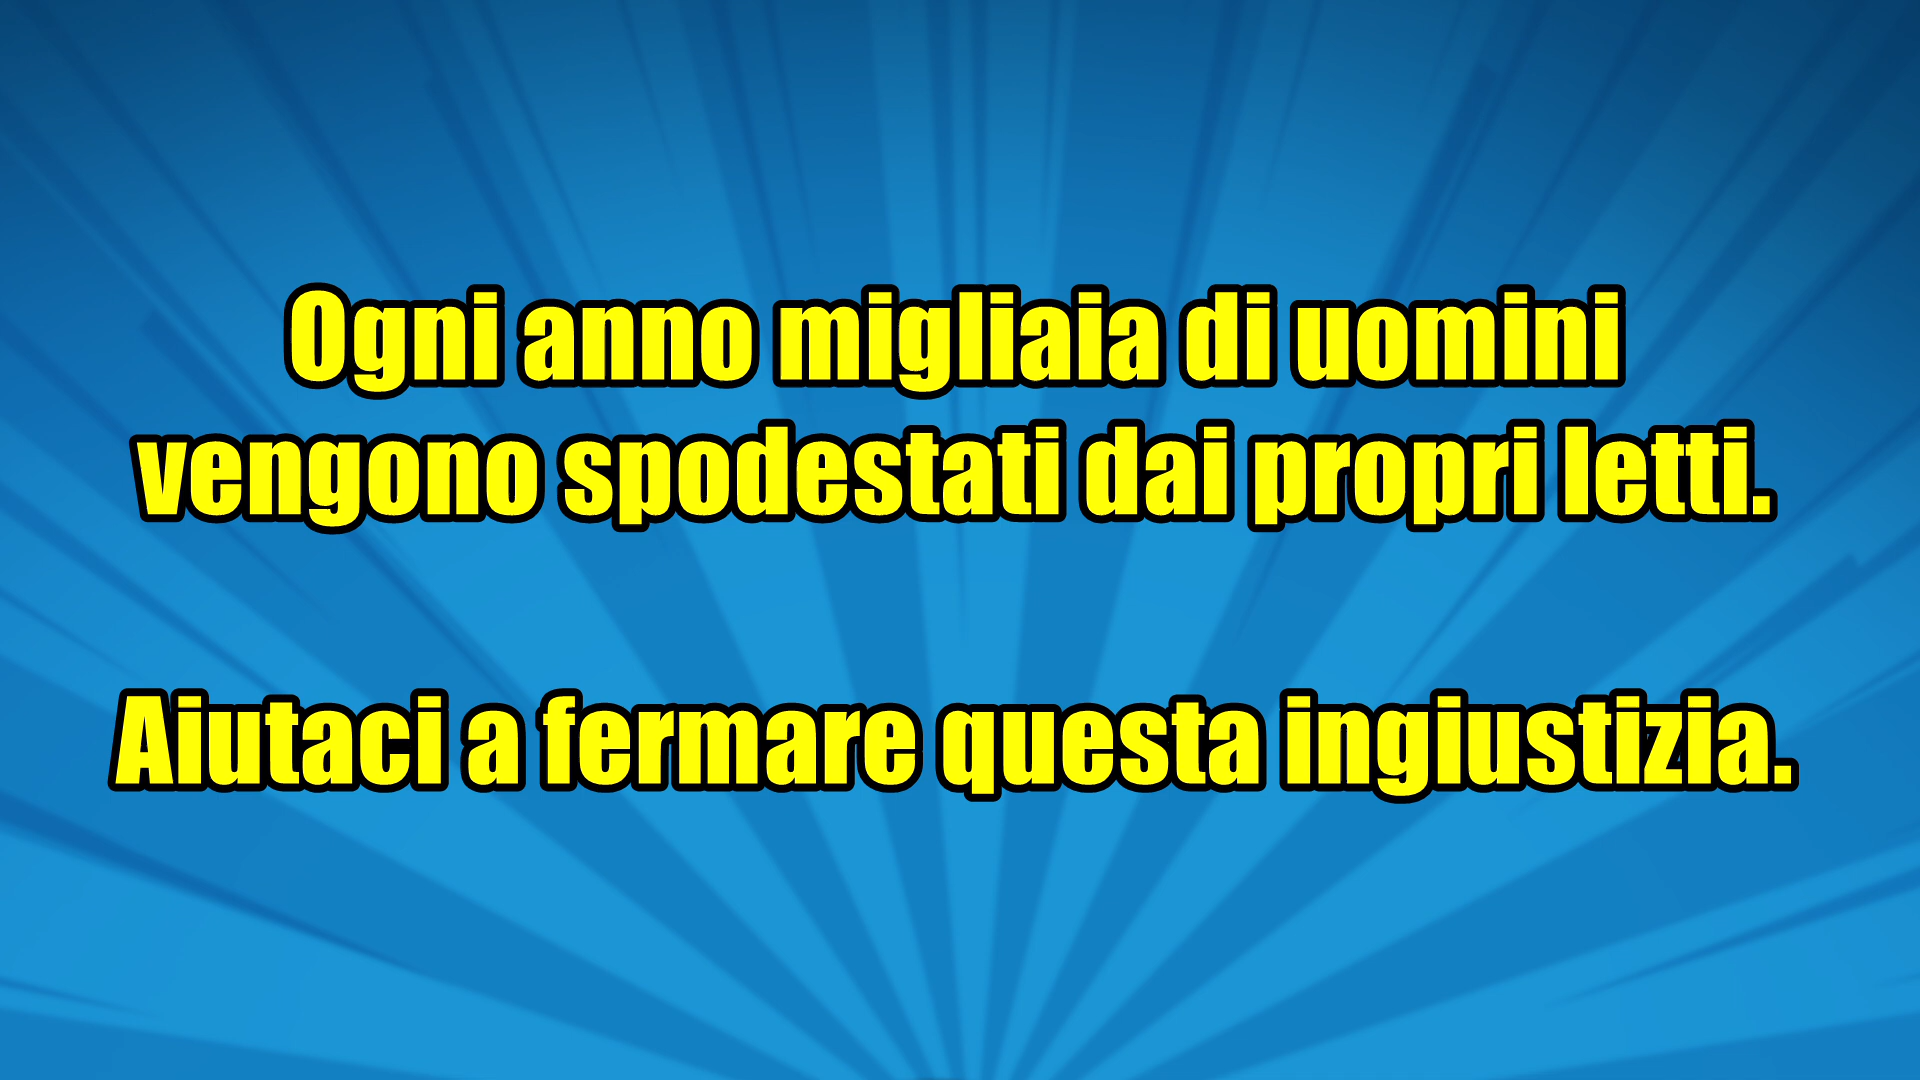 Ogni anno migliaia di uomini
vengono spodestati dai propri letti.
Aiutaci a fermare questa ingiustizia.